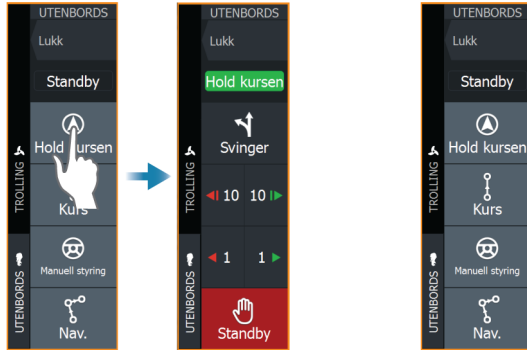 UTENBORDS
Lukk
Standby
Hold kursen
Kurs
Manuell styring
Nav.
TROLLING
UTENBORDS
UTENBORDS
Lukk
Hold kursen
Svinger
10 10
1 1
Standby
TROLLING
UTENBORDS
UTENBORDS
Lukk
Standby
Hold kursen
Kurs
Manuell styring
Nav.
TROLLING
UTENBORDS